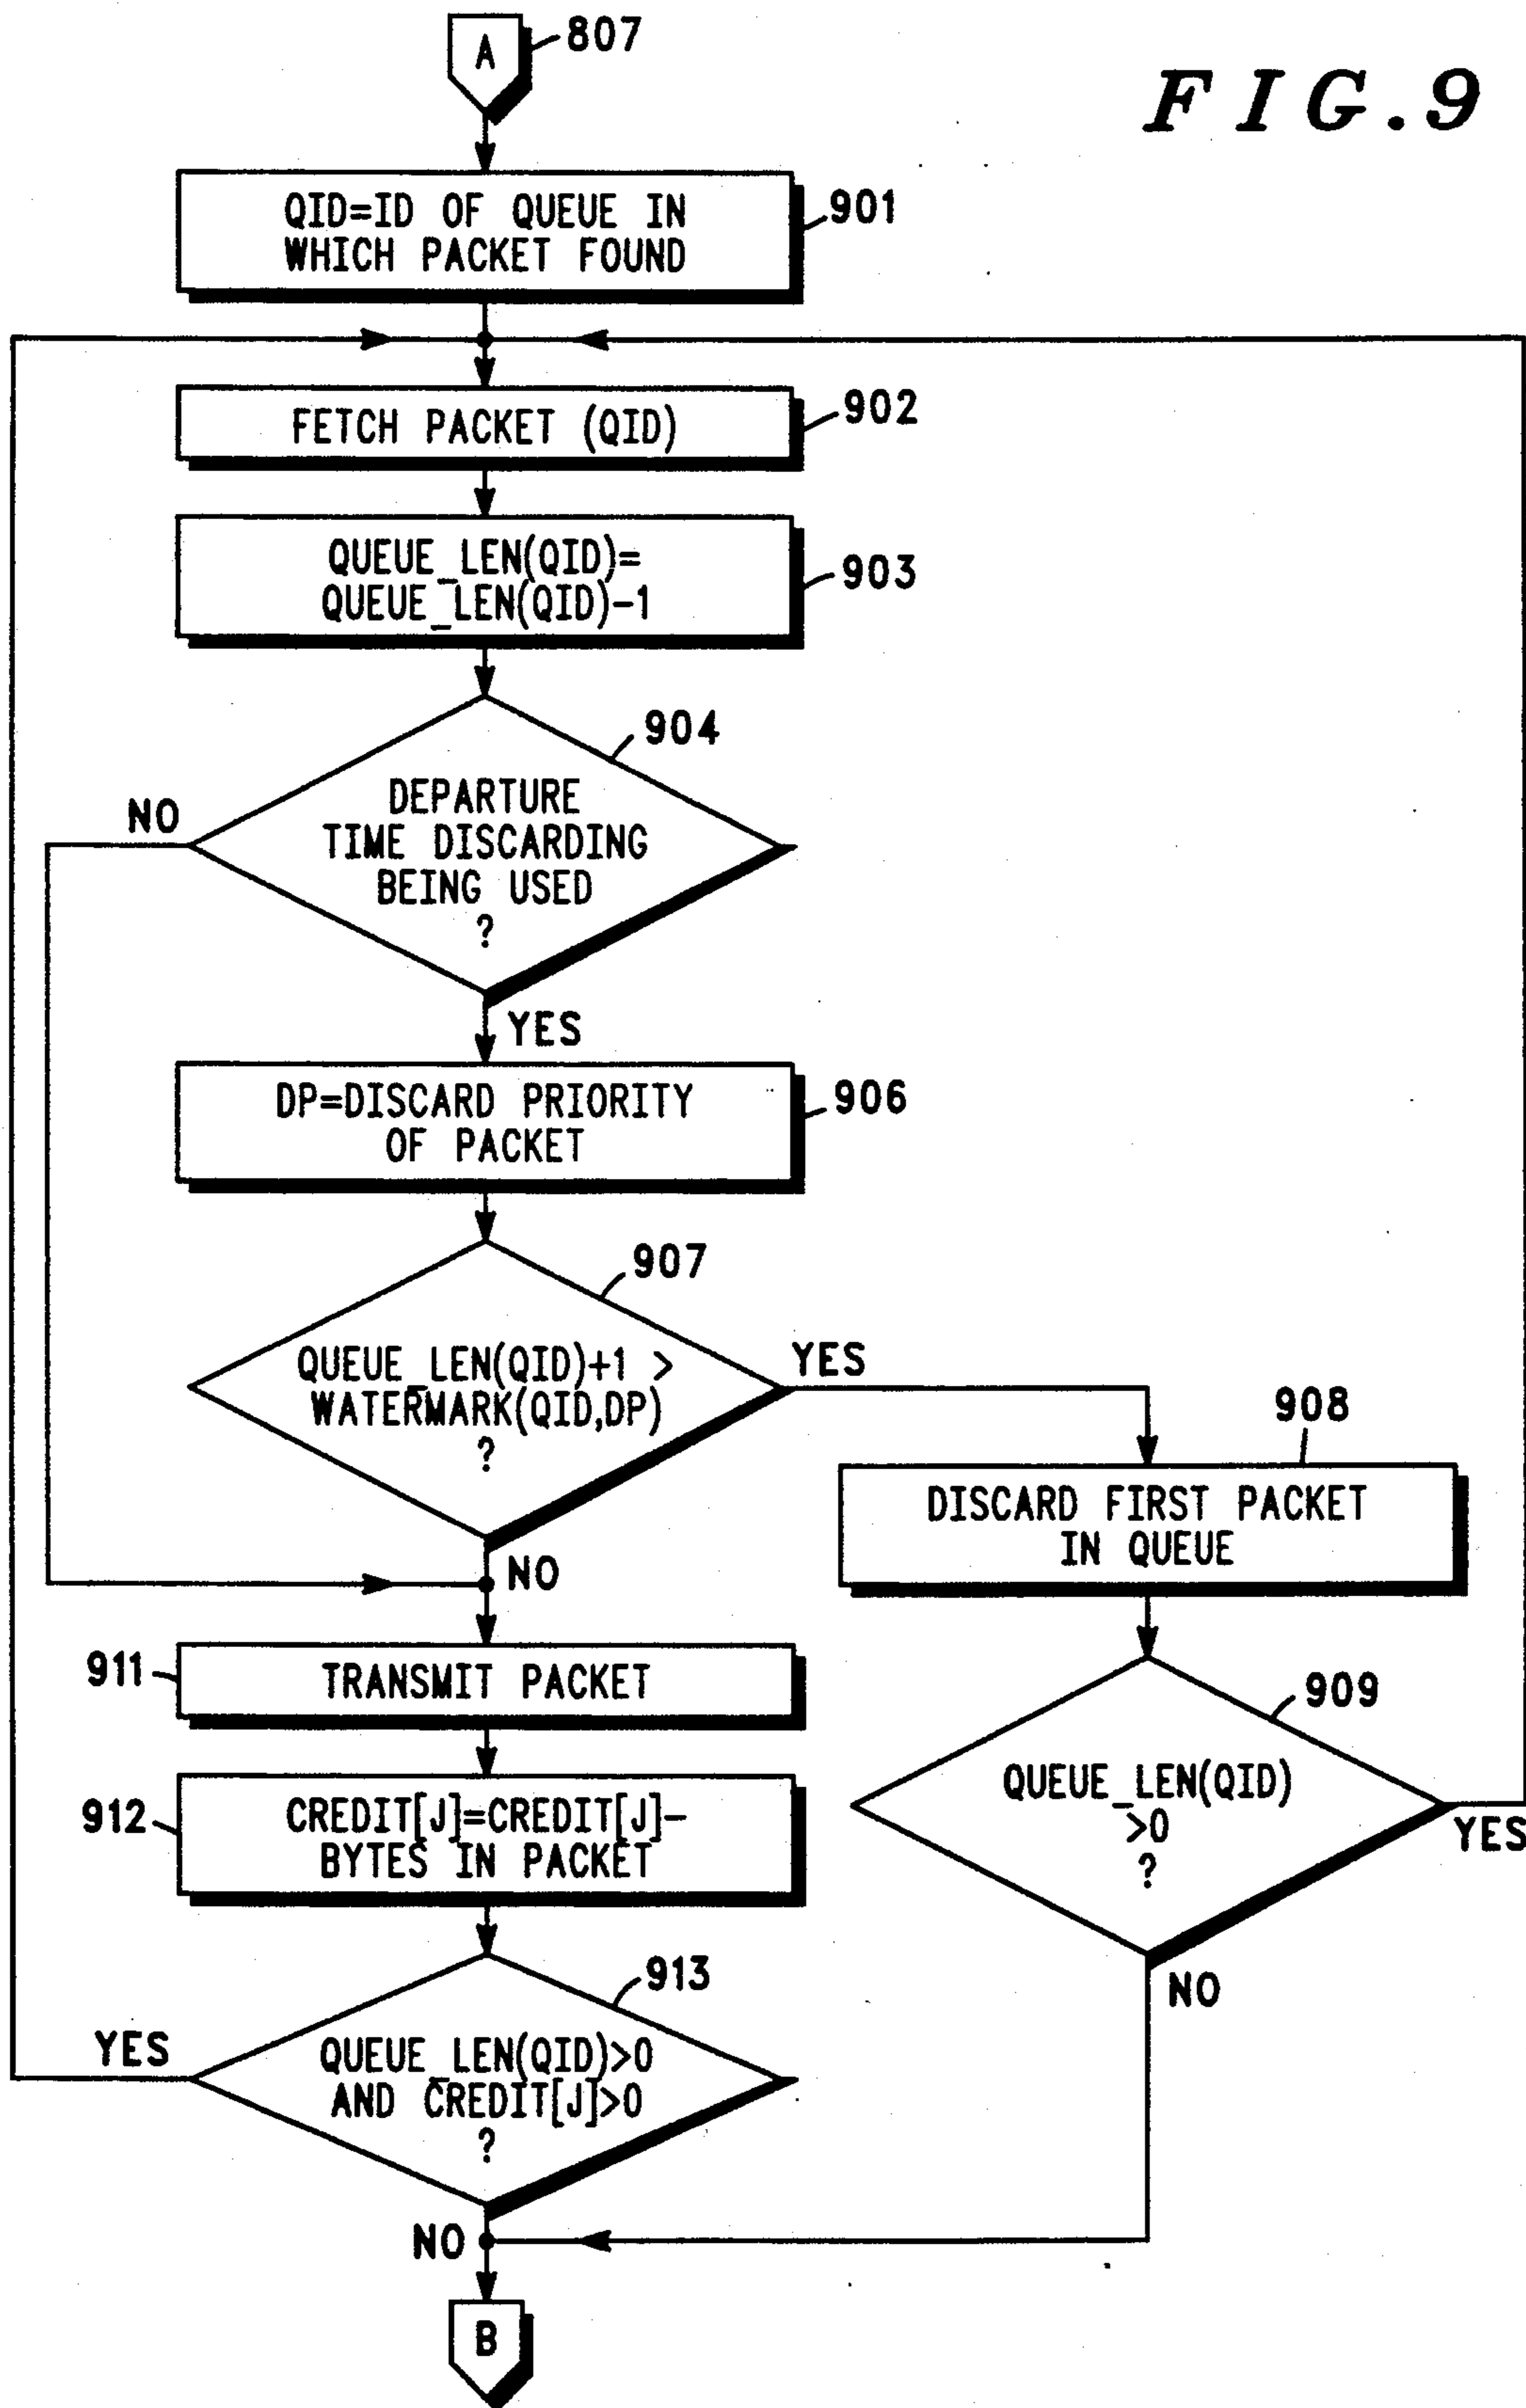 A
807
FIG.9
QID=ID OF QUEUE IN
WHICH PACKET FOUND
901
FETCH PACKET (QID)
902
QUEUE_LEN(QID)=
QUEUE_LEN(QID)-1
903
904
DEPARTURE
TIME DISCARDING
BEING USED
?
NO
YES
DP=DISCARD PRIORITY
OF PACKET
906
907
QUEUE_LEN(QID)+1 >
WATERMARK(QID,DP)
?
YES
NO
908
DISCARD FIRST PACKET
IN QUEUE
911
TRANSMIT PACKET
909
QUEUE_LEN(QID)
>0
?
YES
NO
912
CREDIT[J]=CREDIT[J]-
BYTES IN PACKET
913
QUEUE_LEN(QID)>0
AND CREDIT[J]>0
?
YES
NO
B